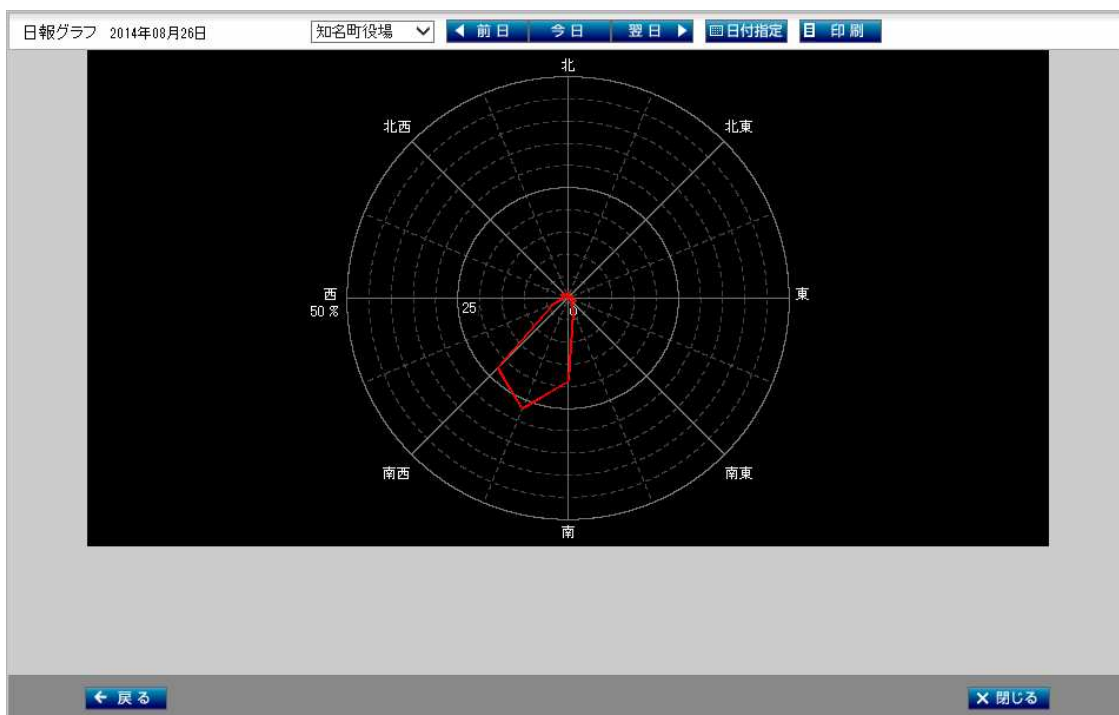 日報グラフ 2014年08月26日 知名町役場 前日 今日 翌日 日付指定 印刷
北
北西 北東
西 東
50 % 25 0
南西 南東
南
戻る 閉じる